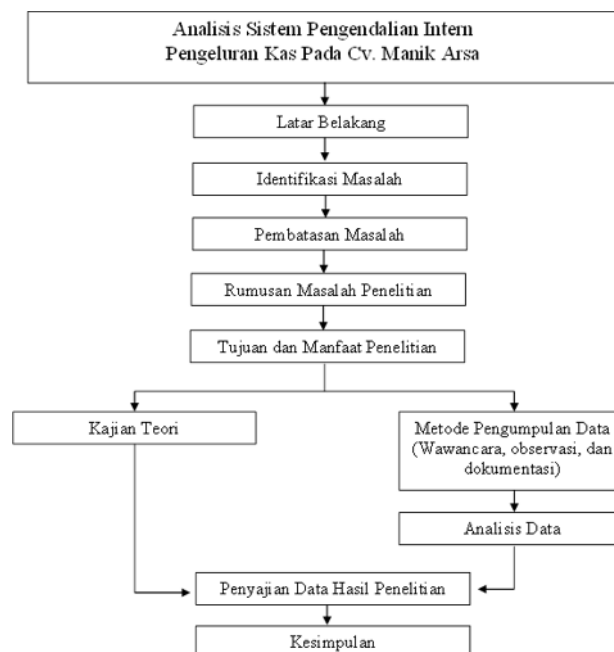 Analisis Sistem Pengendalian Intern
Pengeluran Kas Pada Cv. Manik Arsa
Latar Belakang
Identifikasi Masalah
Pembatasan Masalah
Rumusan Masalah Penelitian
Tujuan dan Manfaat Penelitian
Kajian Teori
Metode Pengumpulan Data
(Wawancara, observasi, dan
dokumentasi)
Analisis Data
Penyajian Data Hasil Penelitian
Kesimpulan